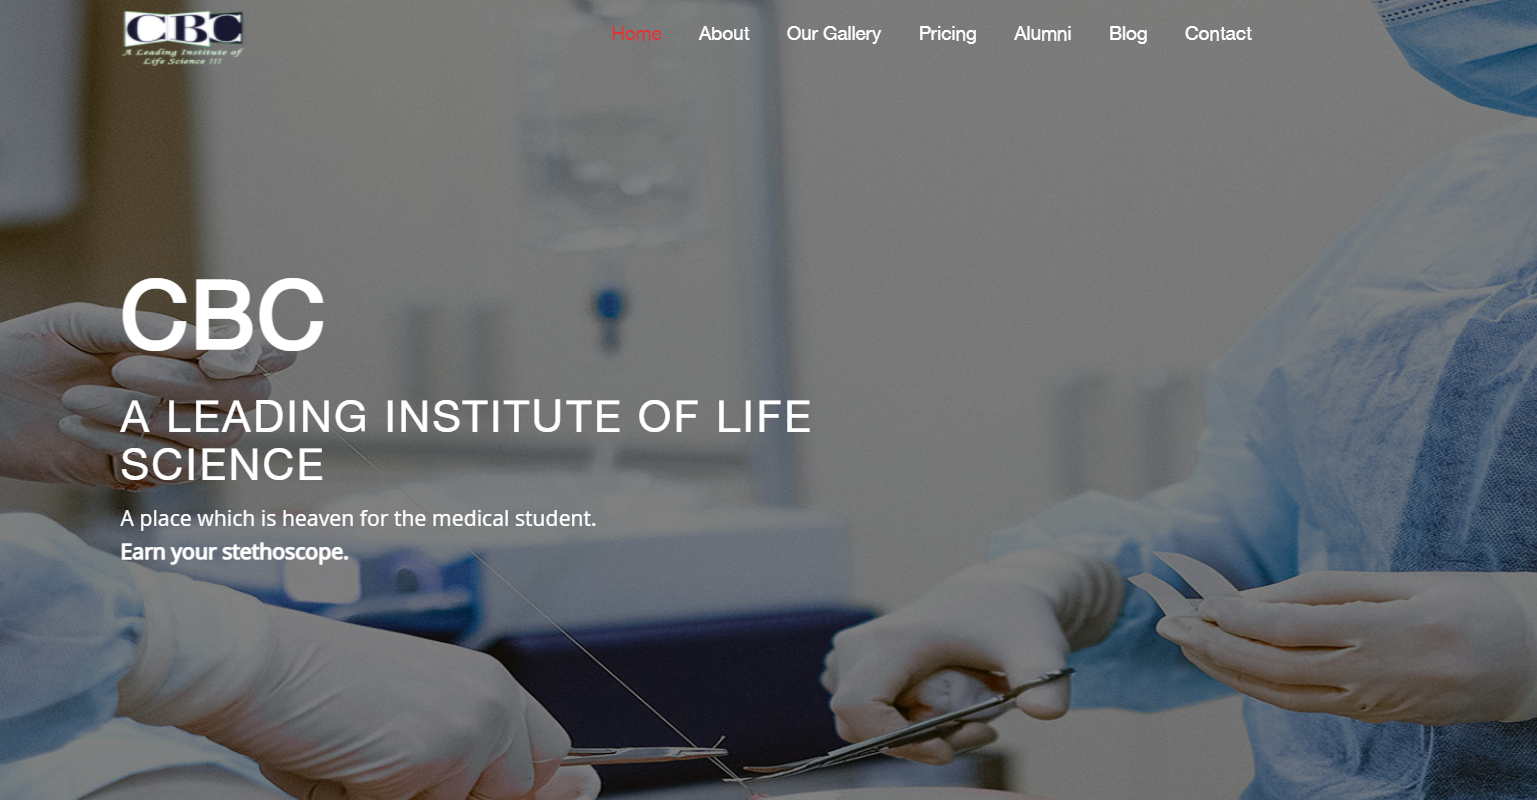 CBC
A Leading Institute of
Life Science !!!
Home About Our Gallery Pricing Alumni Blog Contact
CBC
A LEADING INSTITUTE OF LIFE
SCIENCE
A place which is heaven for the medical student.
Earn your stethoscope.